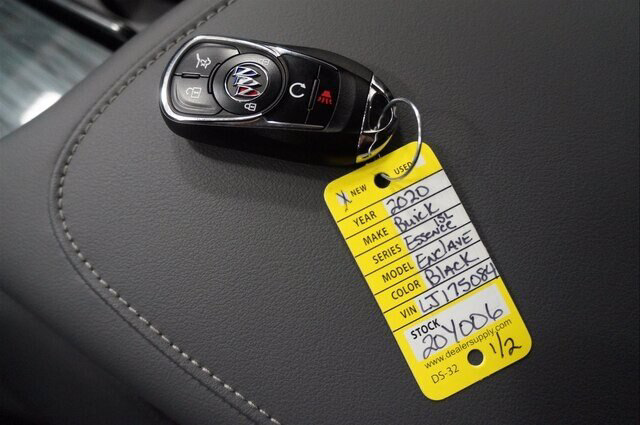 X NEW USED
YEAR 2020
MAKE Buick
SERIES Essence 1SL
MODEL Enclave
COLOR Black
VIN LJ175084
STOCK 20Y006
www.dealersupply.com
DS-32 1/2